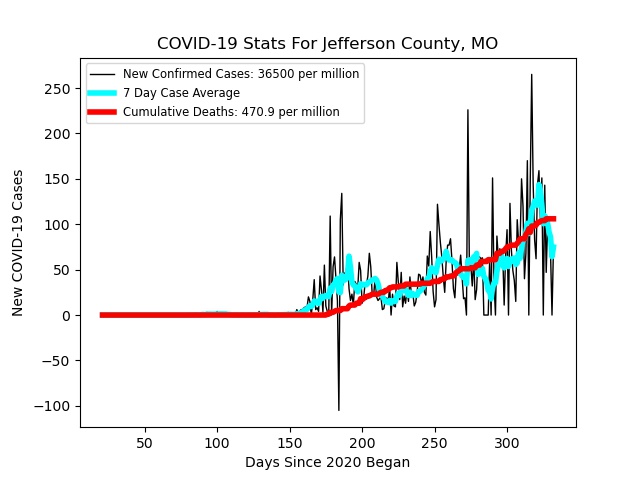 COVID-19 Stats For Jefferson County, MO
New Confirmed Cases: 36500 per million
7 Day Case Average
Cumulative Deaths: 470.9 per million
New COVID-19 Cases
250
200
150
100
50
0
−50
−100
50 100 150 200 250 300
Days Since 2020 Began